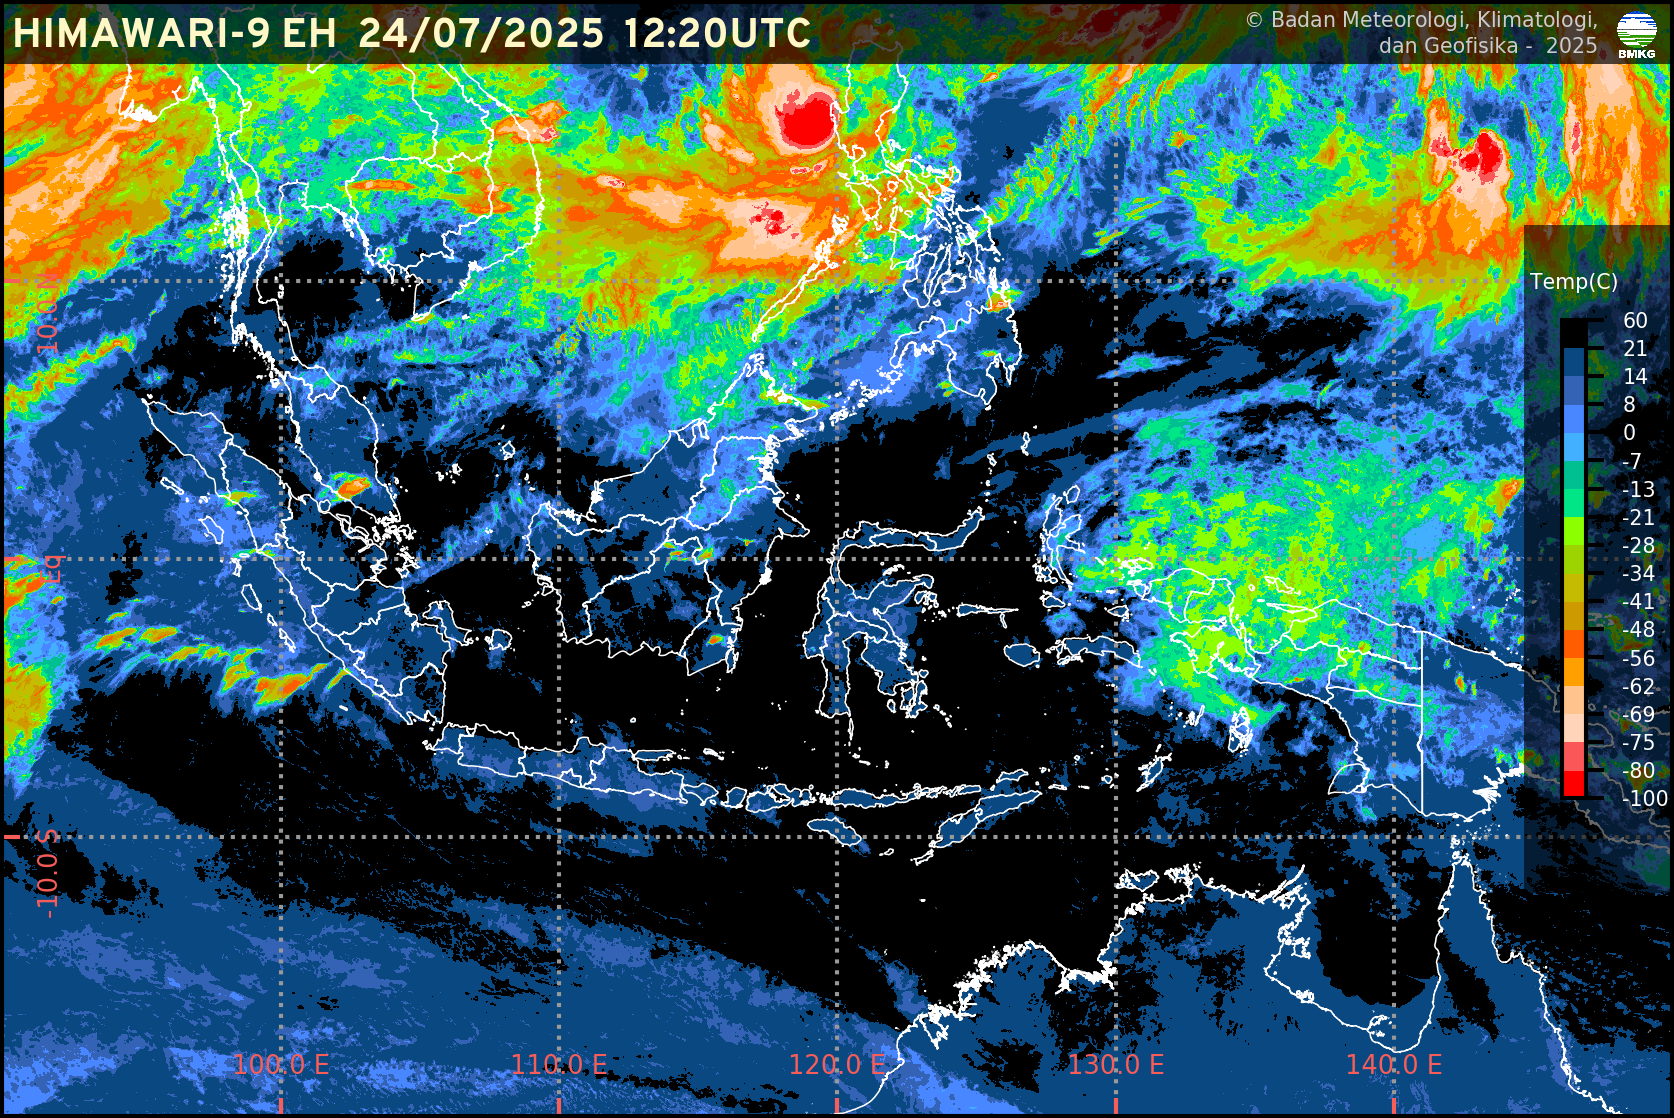 HIMAWARI-9 EH 24/07/2025 12:20UTC
© Badan Meteorologi, Klimatologi,
dan Geofisika - 2025
BMKG
Temp(C)
60
21
14
8
0
-7
-13
-21
-28
-34
-41
-48
-56
-62
-69
-75
-80
-100
10.0 N
Eq
-10.0 S
100.0 E
110.0 E
120.0 E
130.0 E
140.0 E